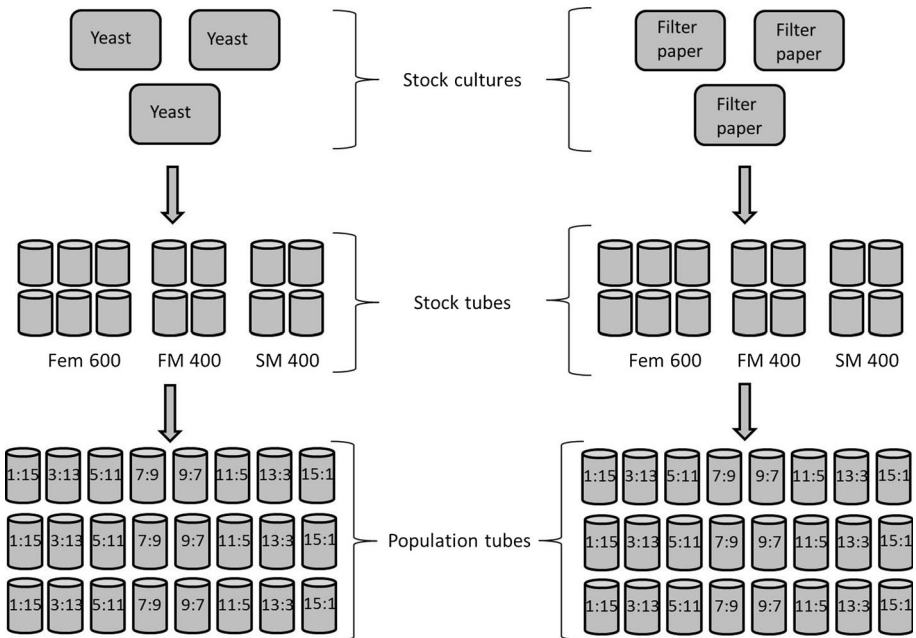 Yeast Yeast
Yeast
Stock cultures
Filter paper Filter paper
Filter paper
Stock tubes
Fem 600 FM 400 SM 400
Fem 600 FM 400 SM 400
Population tubes
1:15 3:13 5:11 7:9 9:7 11:5 13:3 15:1
1:15 3:13 5:11 7:9 9:7 11:5 13:3 15:1
1:15 3:13 5:11 7:9 9:7 11:5 13:3 15:1
1:15 3:13 5:11 7:9 9:7 11:5 13:3 15:1
1:15 3:13 5:11 7:9 9:7 11:5 13:3 15:1
1:15 3:13 5:11 7:9 9:7 11:5 13:3 15:1